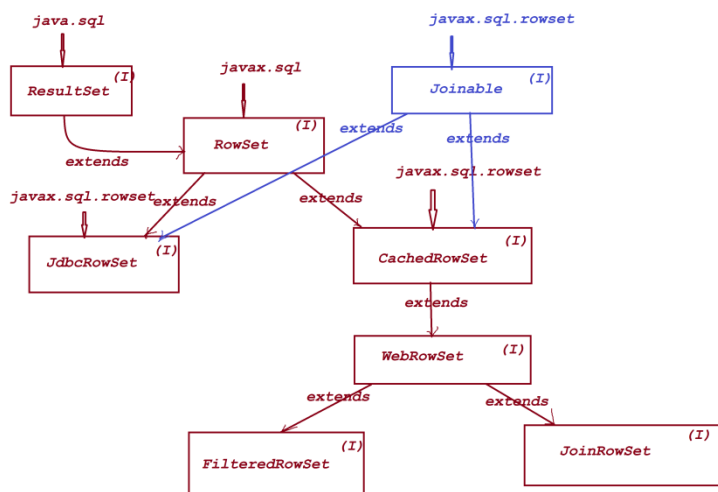 java.sql
javax.sql.rowset
(I)
ResultSet
javax.sql
(I)
Joinable
(I)
RowSet
extends
extends
extends
javax.sql.rowset
javax.sql.rowset
extends
extends
(I)
JdbcRowSet
(I)
CachedRowSet
extends
(I)
WebRowSet
extends
extends
(I)
FilteredRowSet
(I)
JoinRowSet